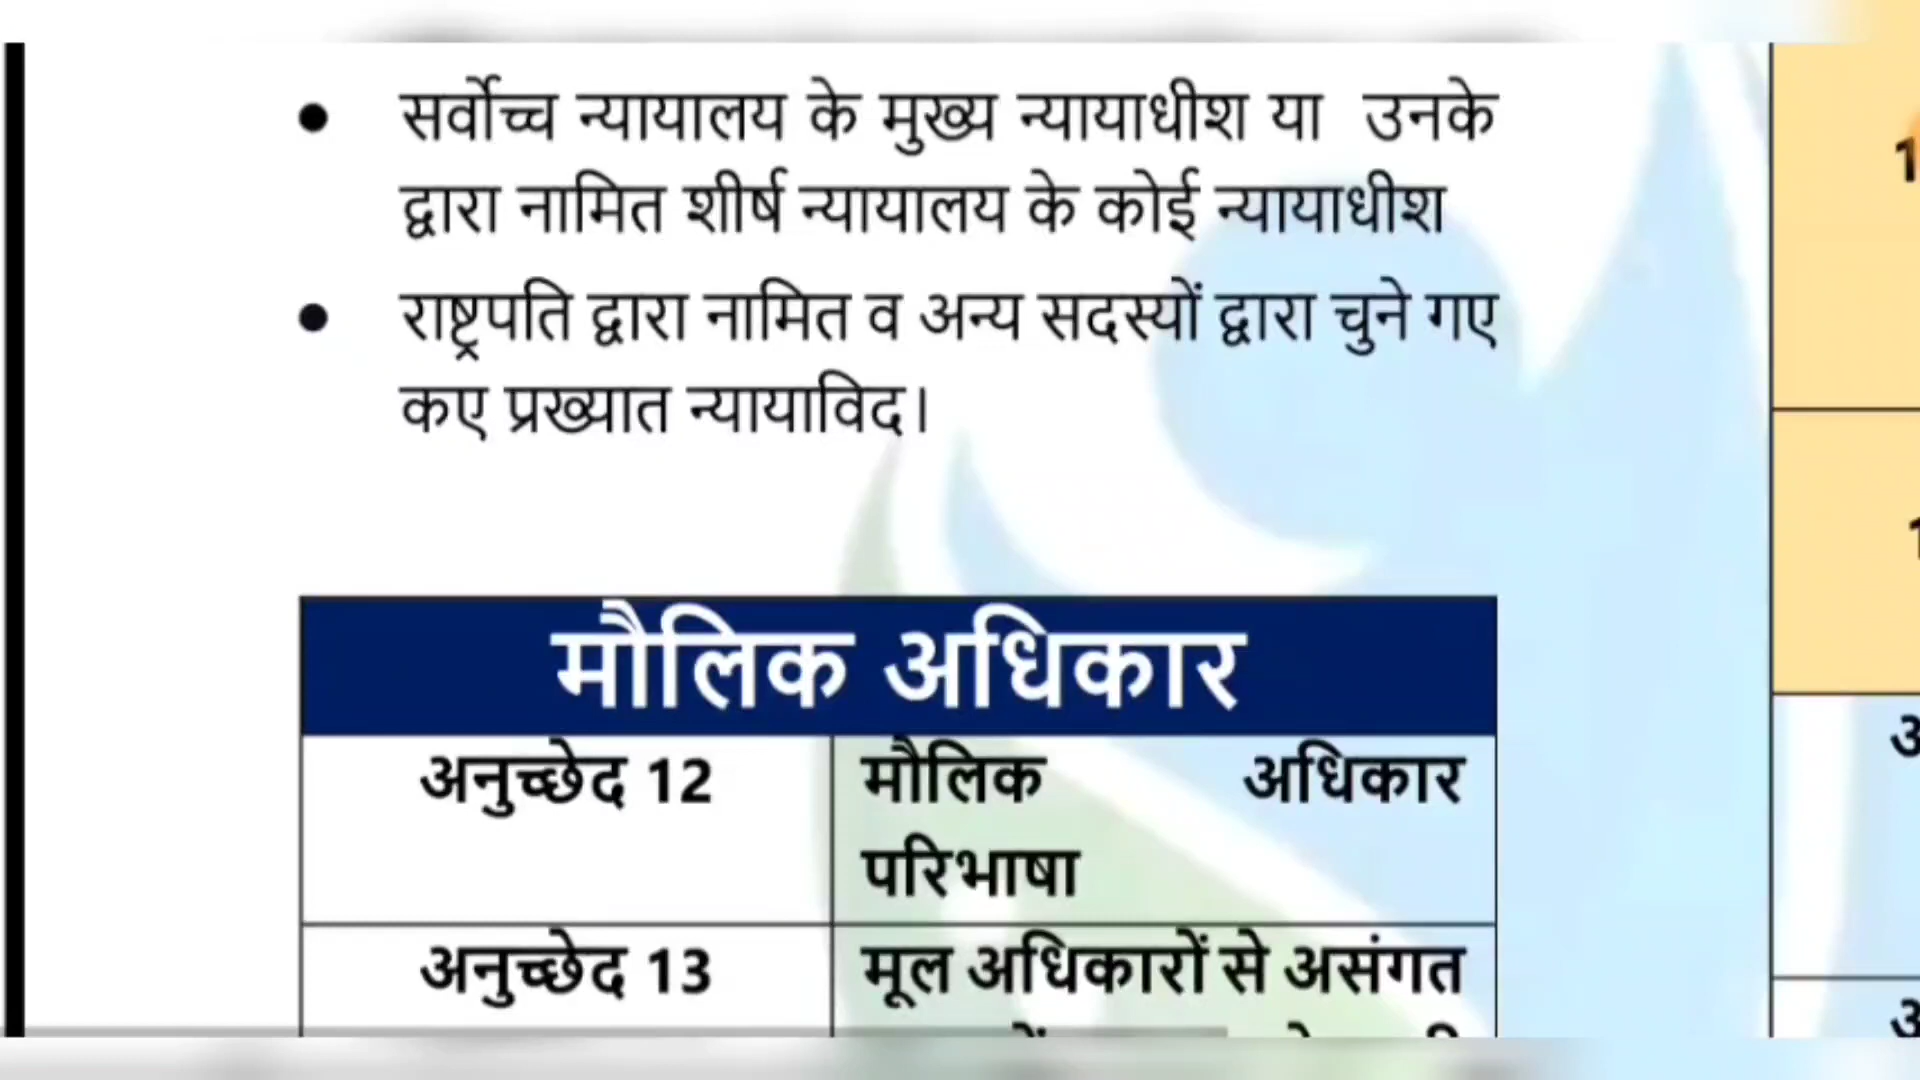 • सर्वोच्च न्यायालय के मुख्य न्यायाधीश या उनके
द्वारा नामित शीर्ष न्यायालय के कोई न्यायाधीश
• राष्ट्रपति द्वारा नामित व अन्य सदस्यों द्वारा चुने गए
कए प्रख्यात न्यायाविद।
मौलिक अधिकार
अनुच्छेद 12
मौलिक अधिकार
परिभाषा
अनुच्छेद 13
मूल अधिकारों से असंगत